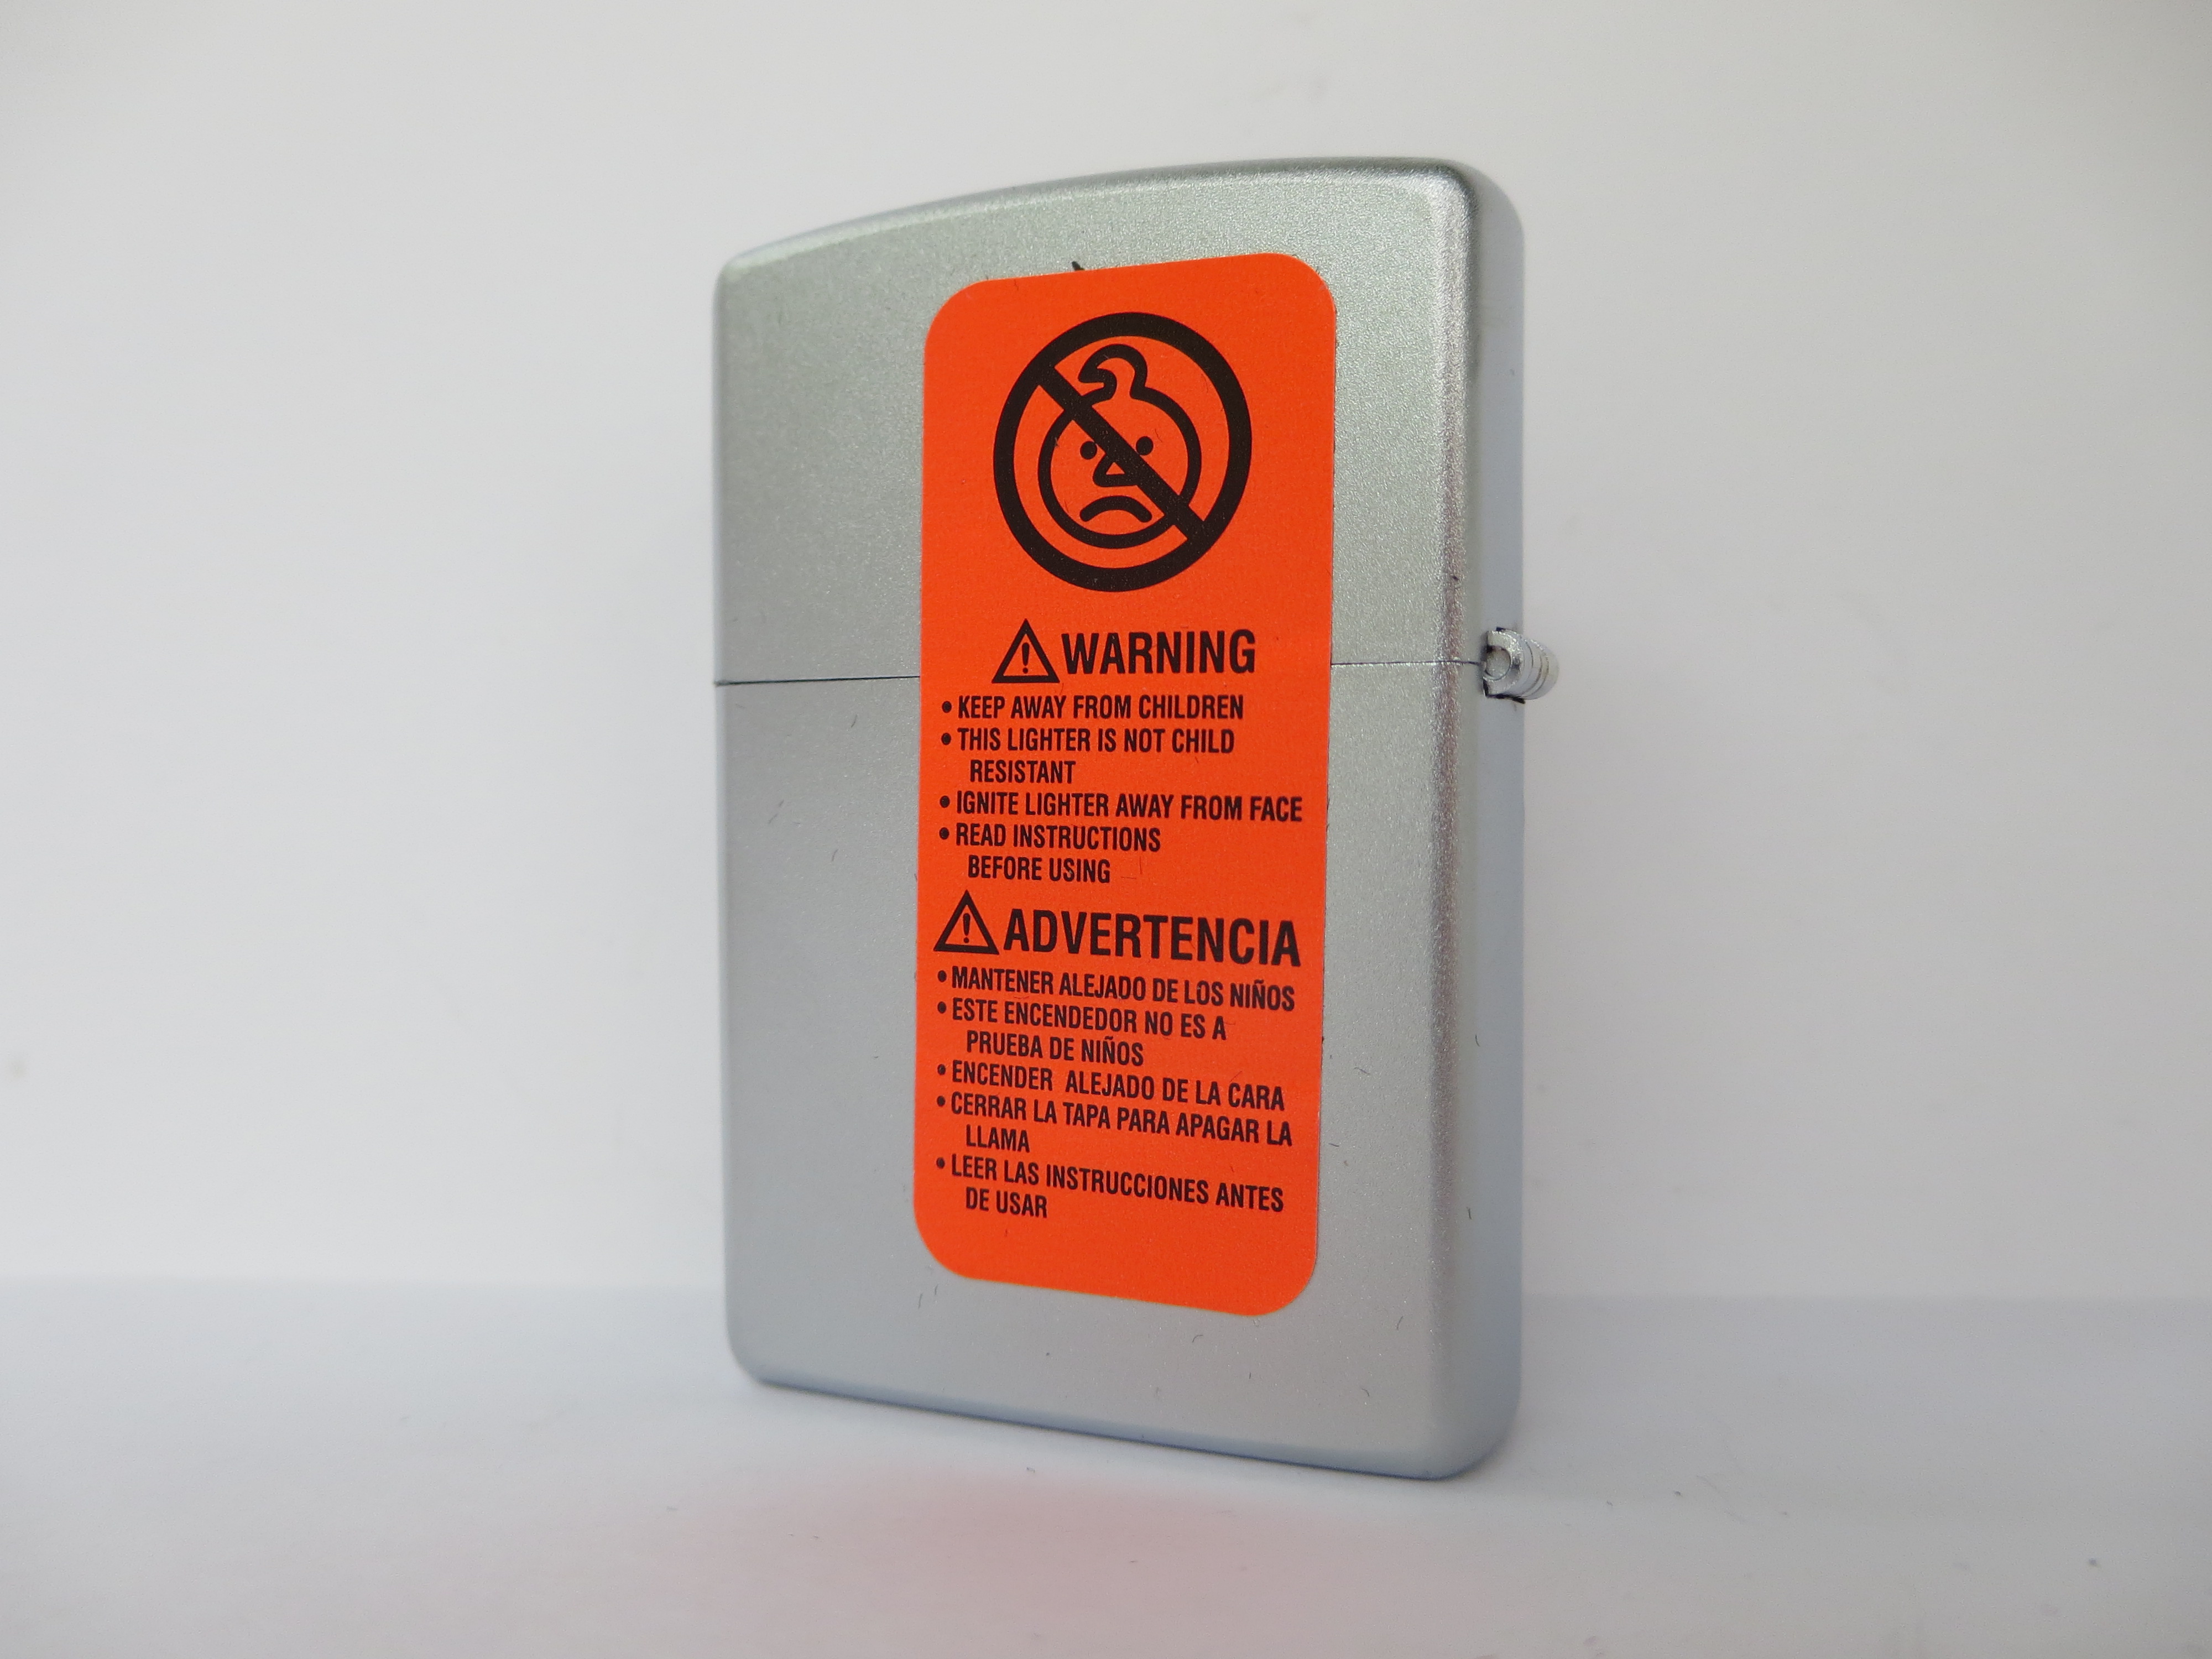 WARNING
• KEEP AWAY FROM CHILDREN
• THIS LIGHTER IS NOT CHILD
RESISTANT
• IGNITE LIGHTER AWAY FROM FACE
• READ INSTRUCTIONS
BEFORE USING
ADVERTENCIA
• MANTENER ALEJADO DE LOS NIÑOS
• ESTE ENCENDEDOR NO ES A
PRUEBA DE NIÑOS
• ENCENDER ALEJADO DE LA CARA
• CERRAR LA TAPA PARA APAGAR LA
LLAMA
• LEER LAS INSTRUCCIONES ANTES
DE USAR